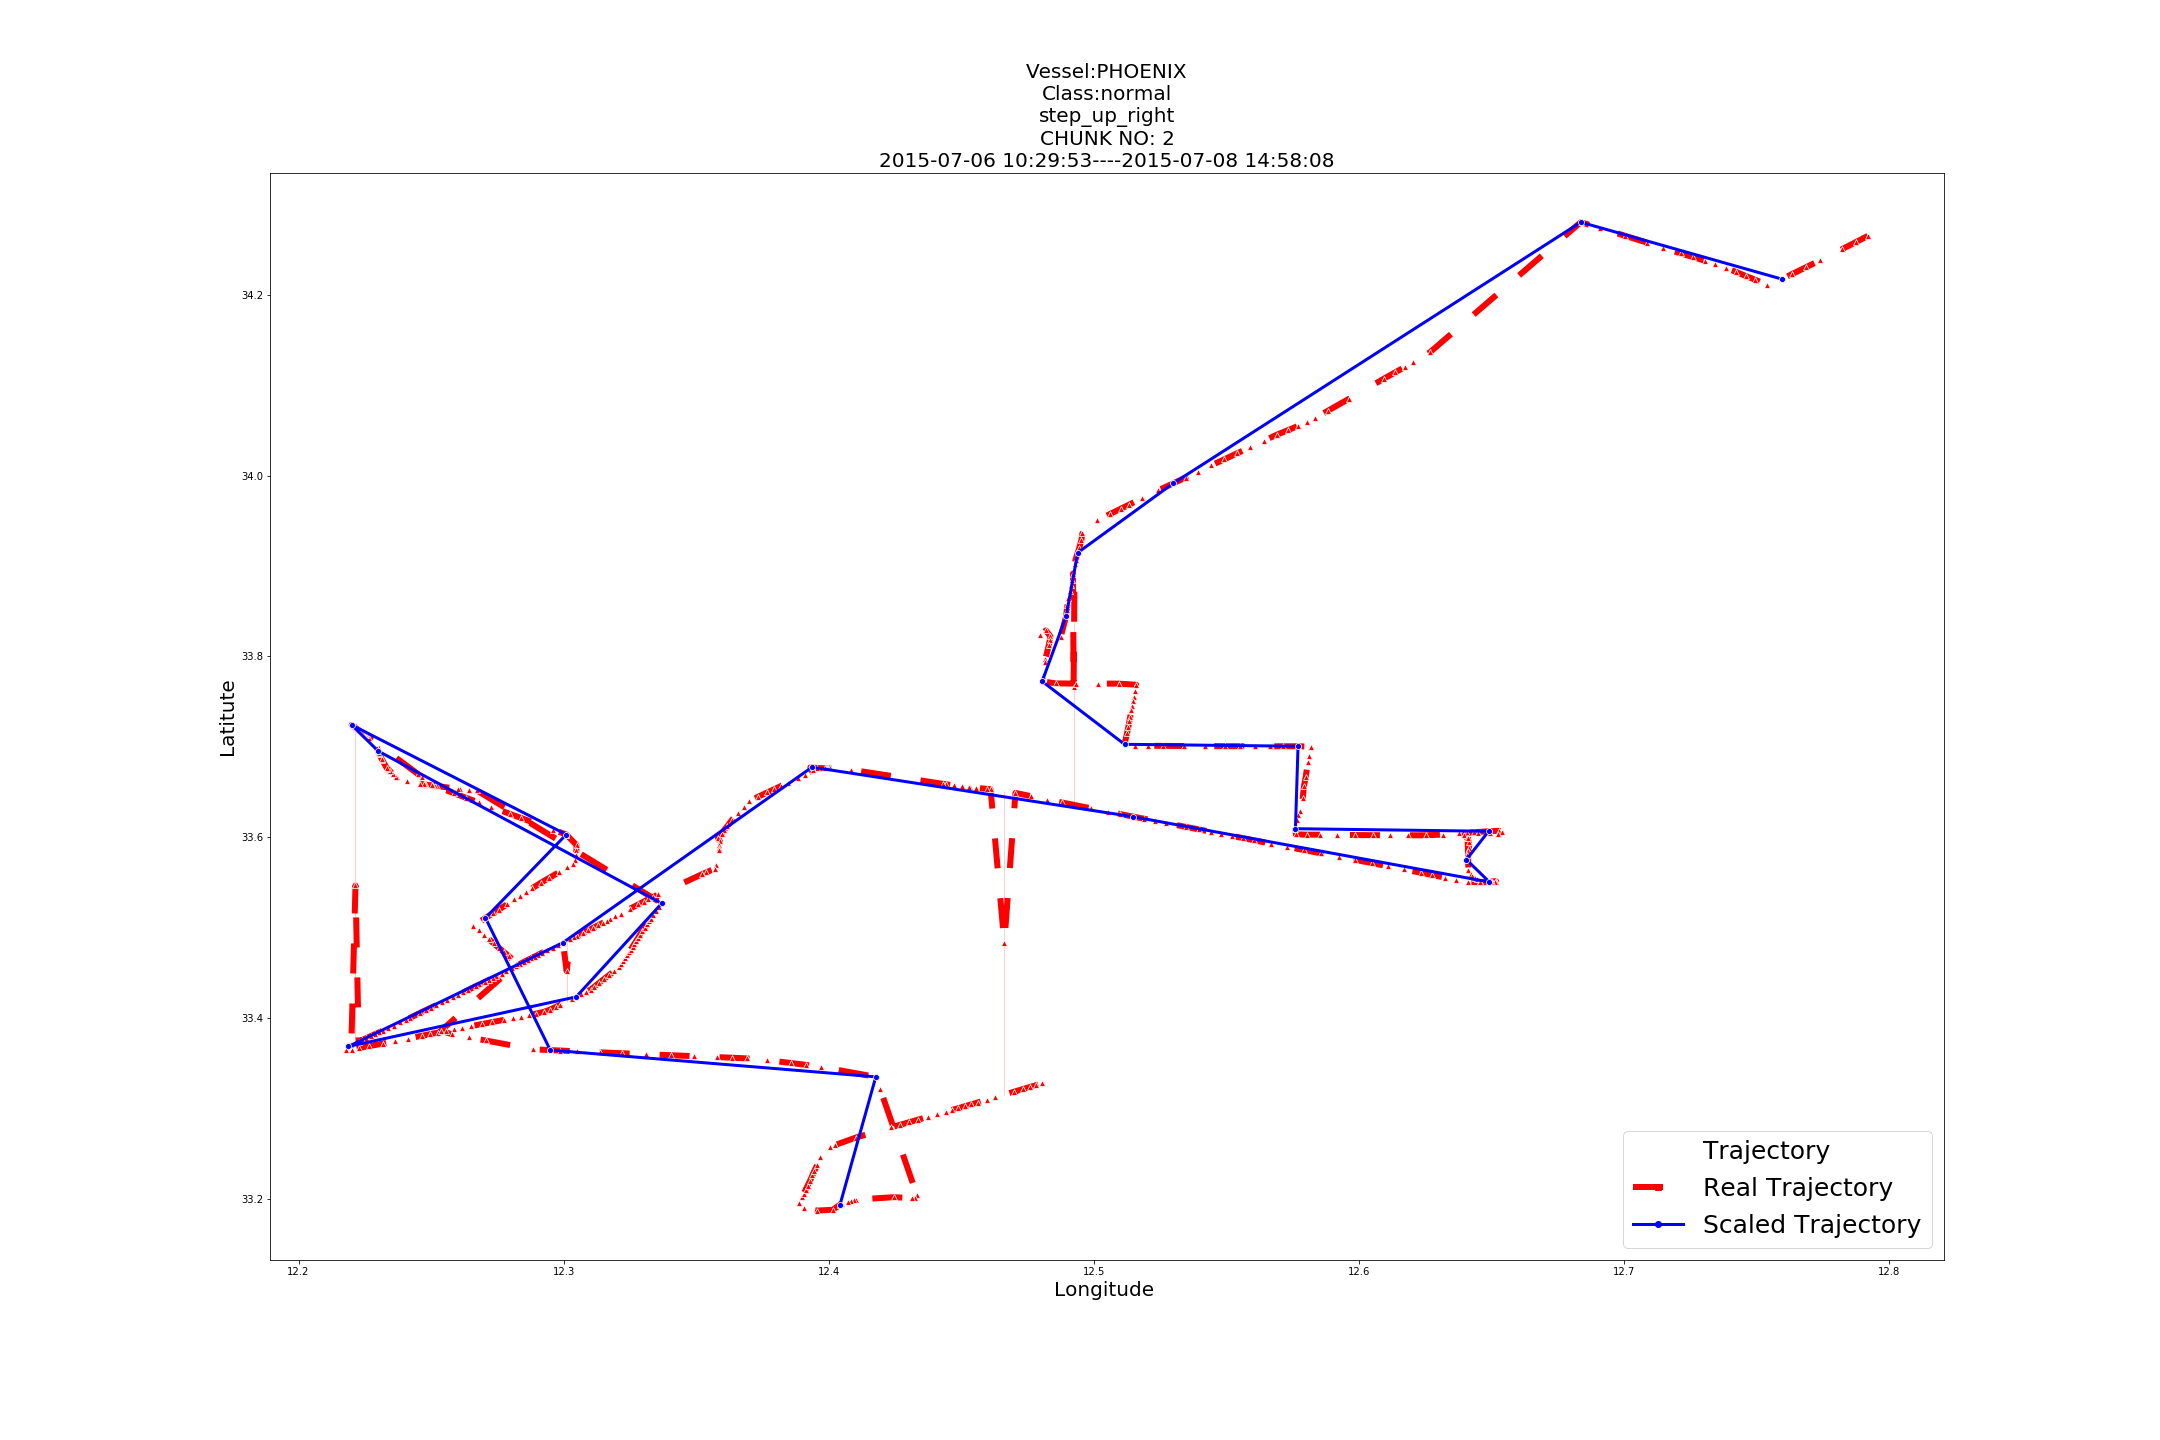 Vessel:PHOENIX
Class:normal
step_up_right
CHUNK NO: 2
2015-07-06 10:29:53----2015-07-08 14:58:08
34.2
34.0
33.8
33.6
33.4
33.2
Latitute
12.2 12.3 12.4 12.5 12.6 12.7 12.8
Longitude
Trajectory
Real Trajectory
Scaled Trajectory